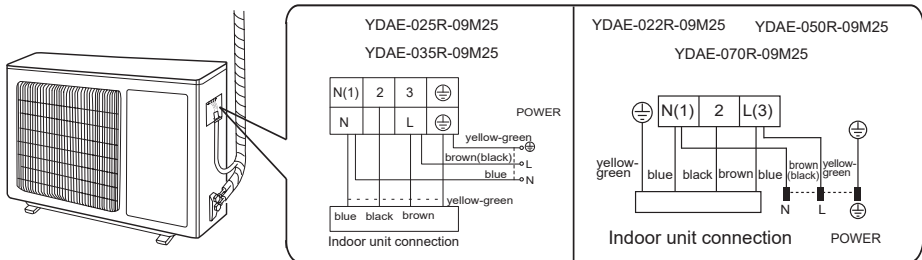 YDAE-025R-09M25
YDAE-035R-09M25
N(1) 2 3
N L
POWER
yellow-green
brown(black) L
blue N
yellow-green
blue black brown
Indoor unit connection
YDAE-022R-09M25 YDAE-050R-09M25
YDAE-070R-09M25
N(1) 2 L(3)
yellow-
green
blue black brown blue
brown
(black)
yellow-
green
N L
Indoor unit connection POWER